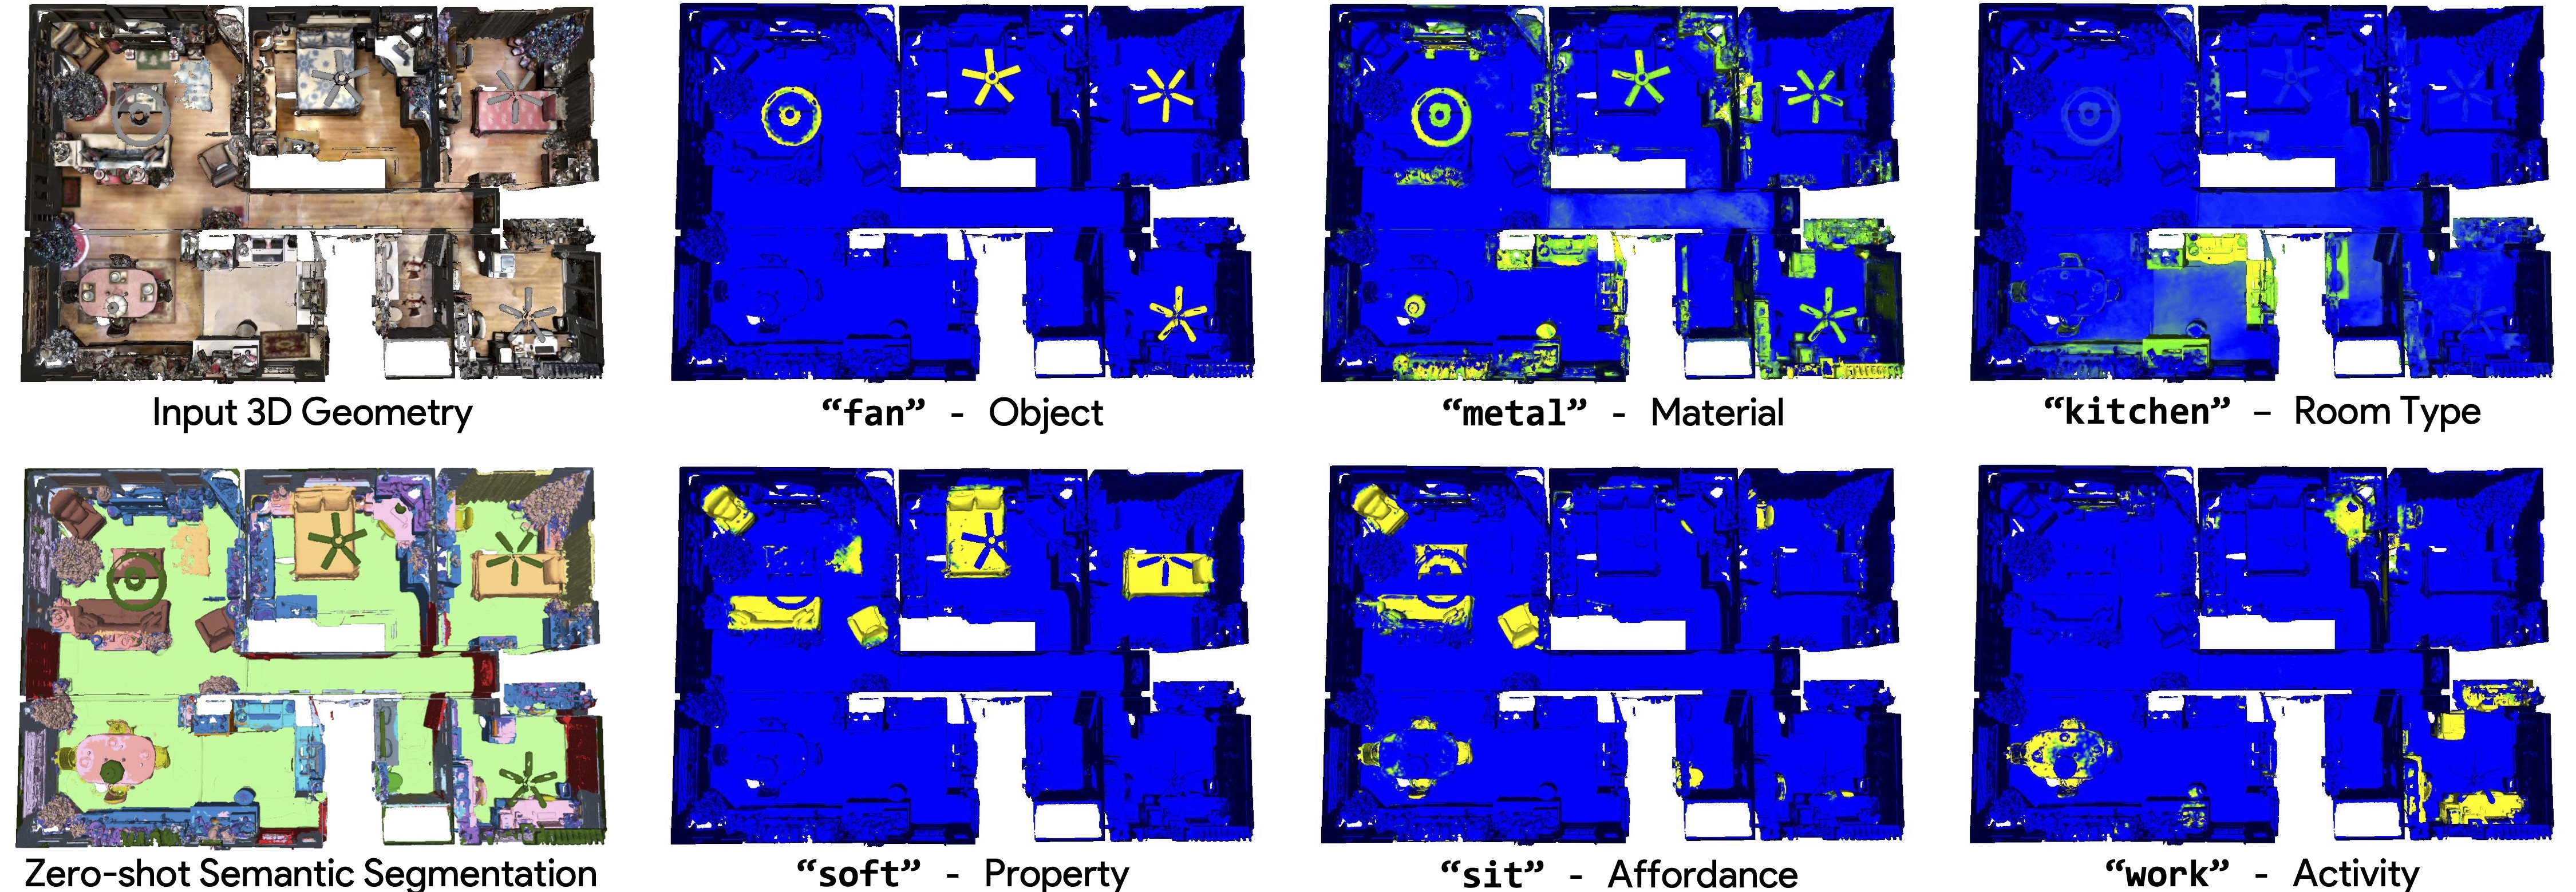 Input 3D Geometry
“fan” - Object
“metal” - Material
“kitchen” – Room Type
Zero-shot Semantic Segmentation
“soft” - Property
“sit” - Affordance
“work” - Activity